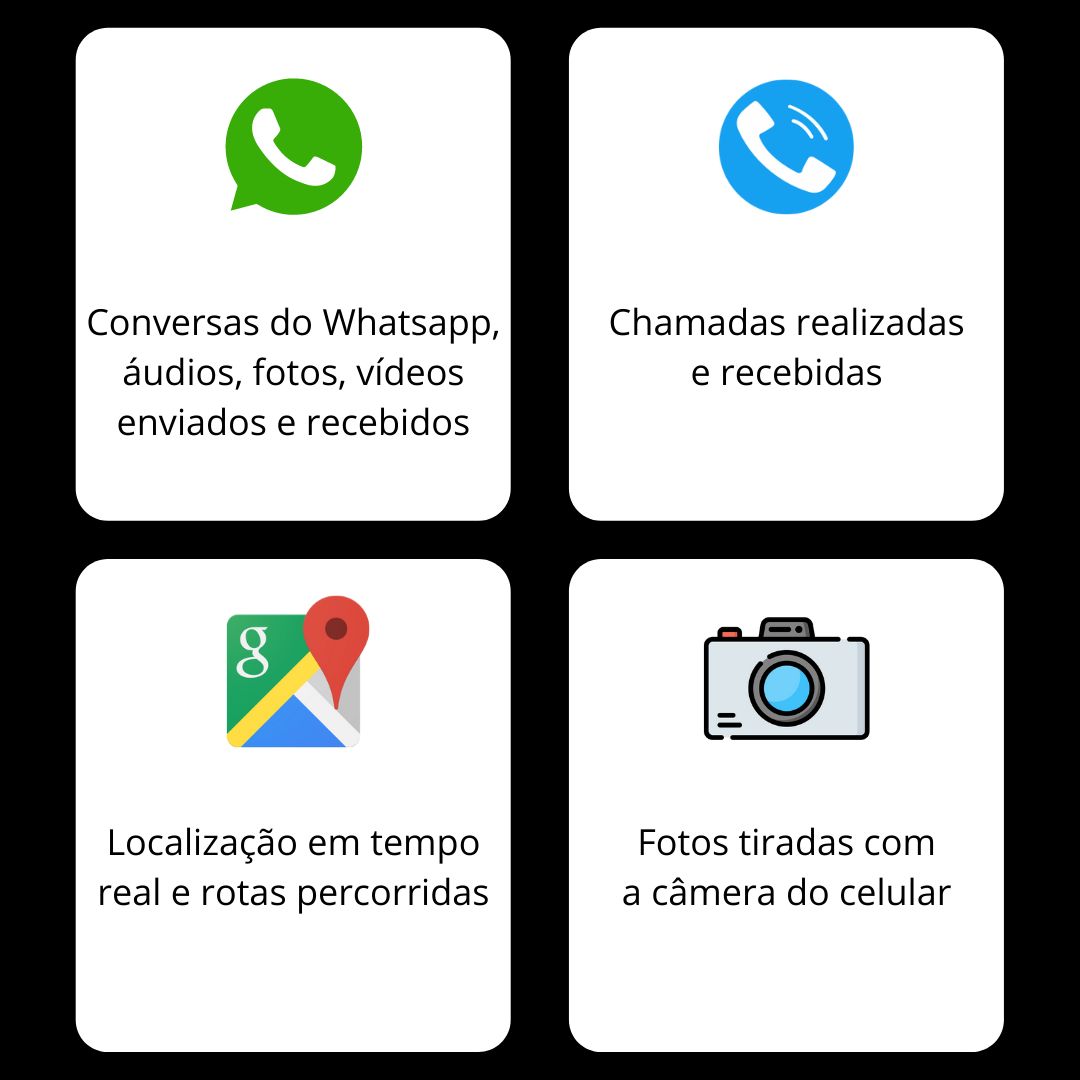 Conversas do Whatsapp,
áudios, fotos, vídeos
enviados e recebidos
Chamadas realizadas
e recebidas
g
Localização em tempo
real e rotas percorridas
Fotos tiradas com
a câmera do celular